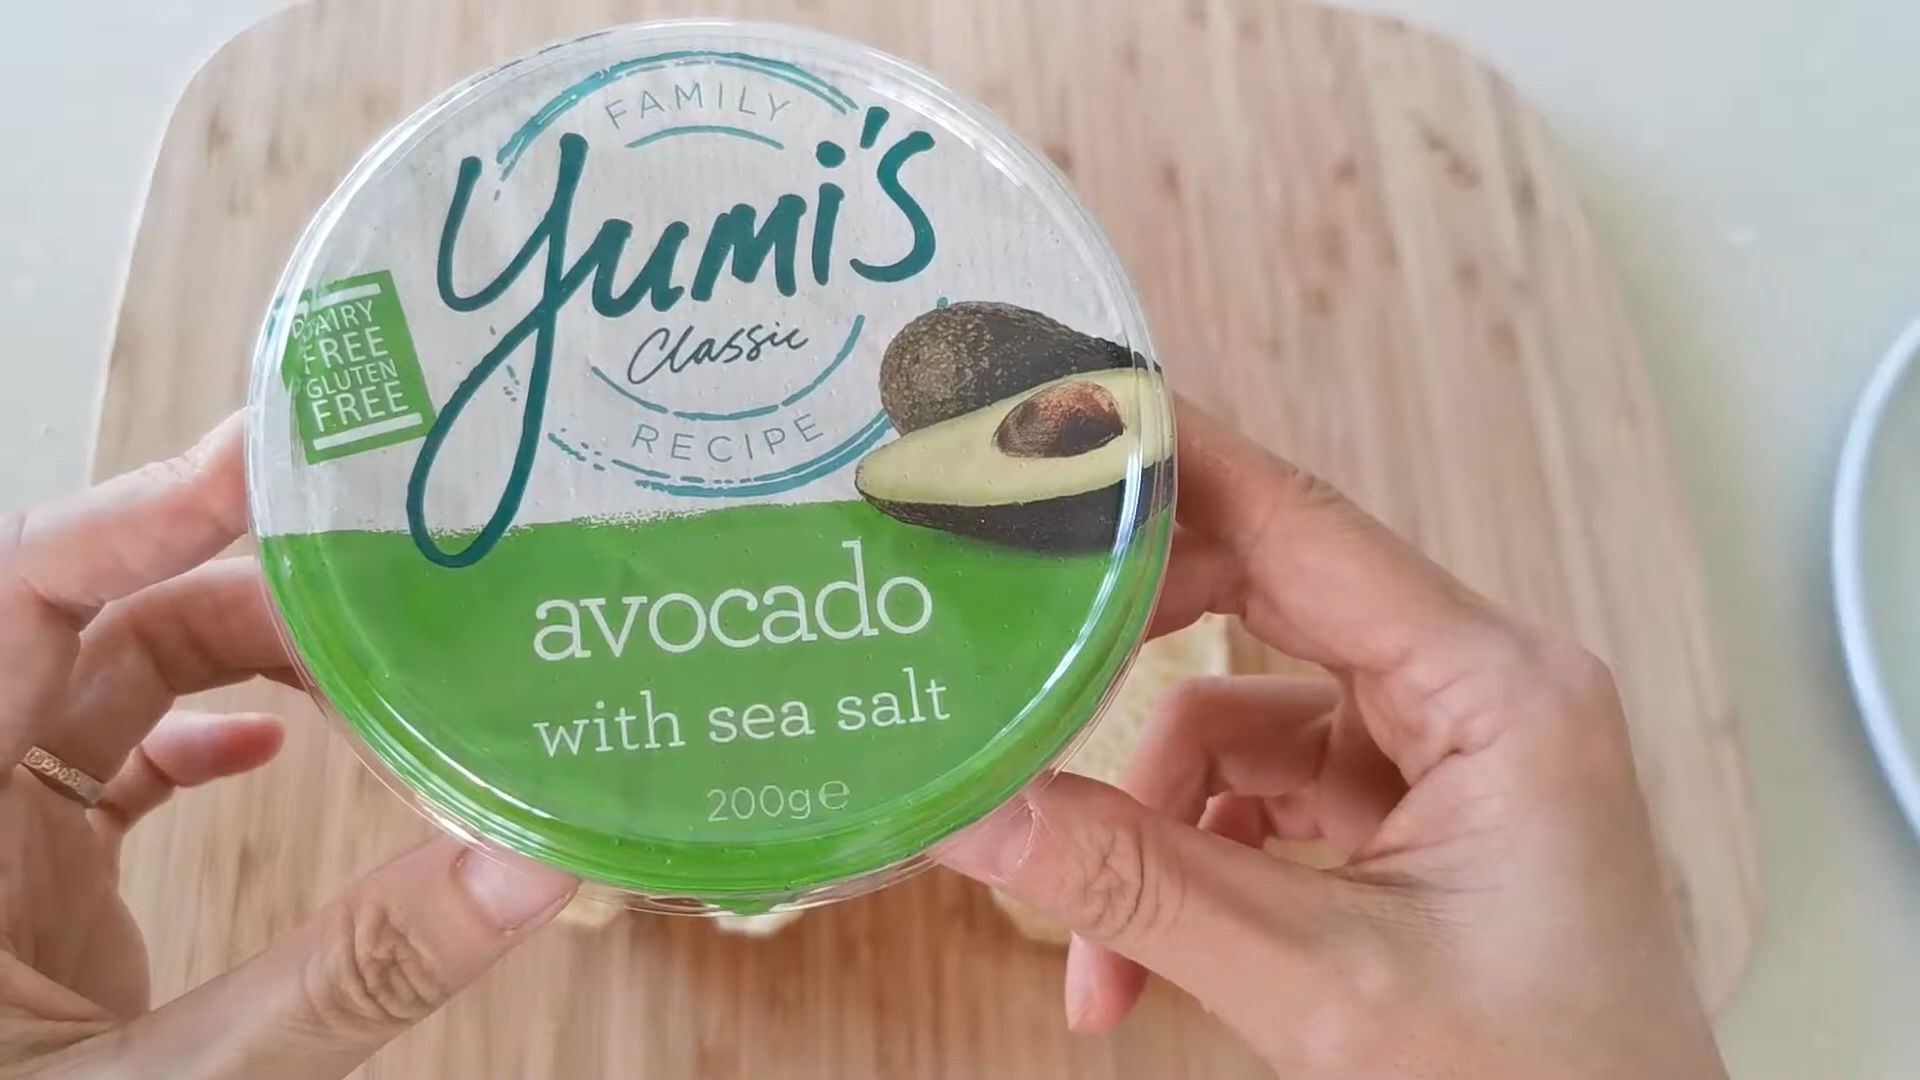 FAMILY
Yumi's
Classic
RECIPE
DAIRY
FREE
GLUTEN
FREE
avocado
with sea salt
200g℮